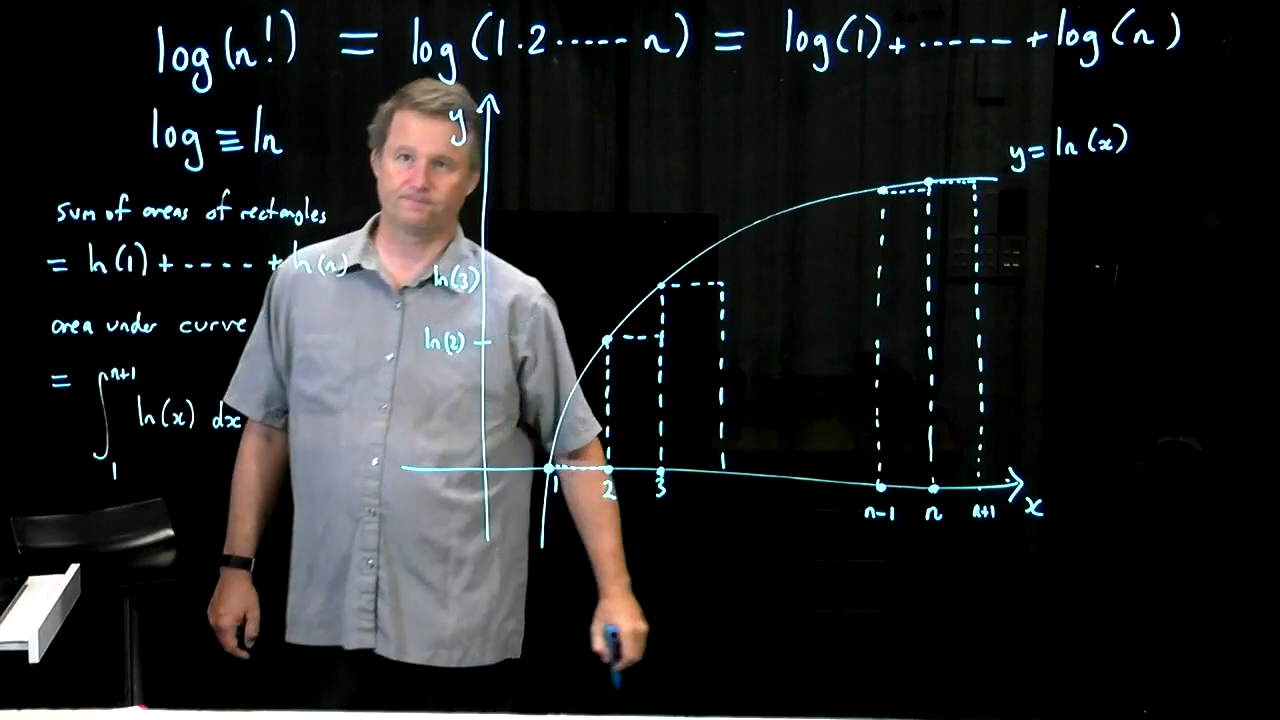 log(n!) = log(1·2·····n) = log(1)+······+log(n)
log ≡ ln
sum of areas of rectangles
= ln(1)+·····+ln(n)
area under curve
= ∫₁ⁿ⁺¹ ln(x) dx
y
y=ln(x)
ln(3)
ln(2)
1 2 3 n-1 n n+1 x